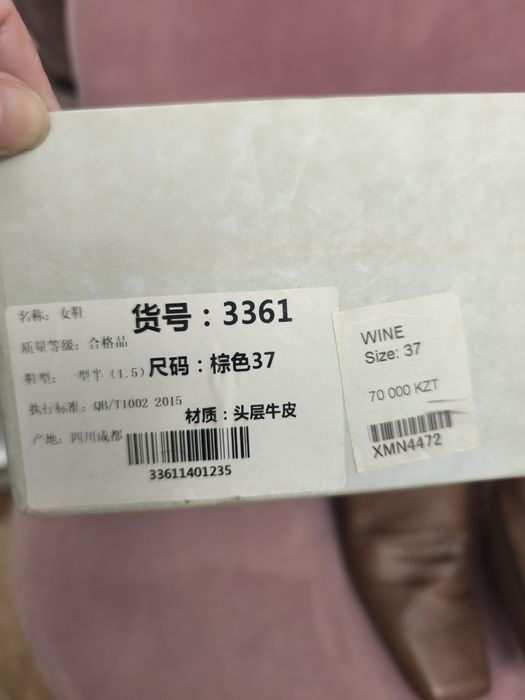 名称：女鞋
货号：3361
质量等级：合格品
尺码：棕色37
鞋型：一型半（1.5）
执行标准：QB/T1002 2015
材质：头层牛皮
产地：四川成都
33611401235
WINE
Size: 37
70 000 KZT
XMN4472